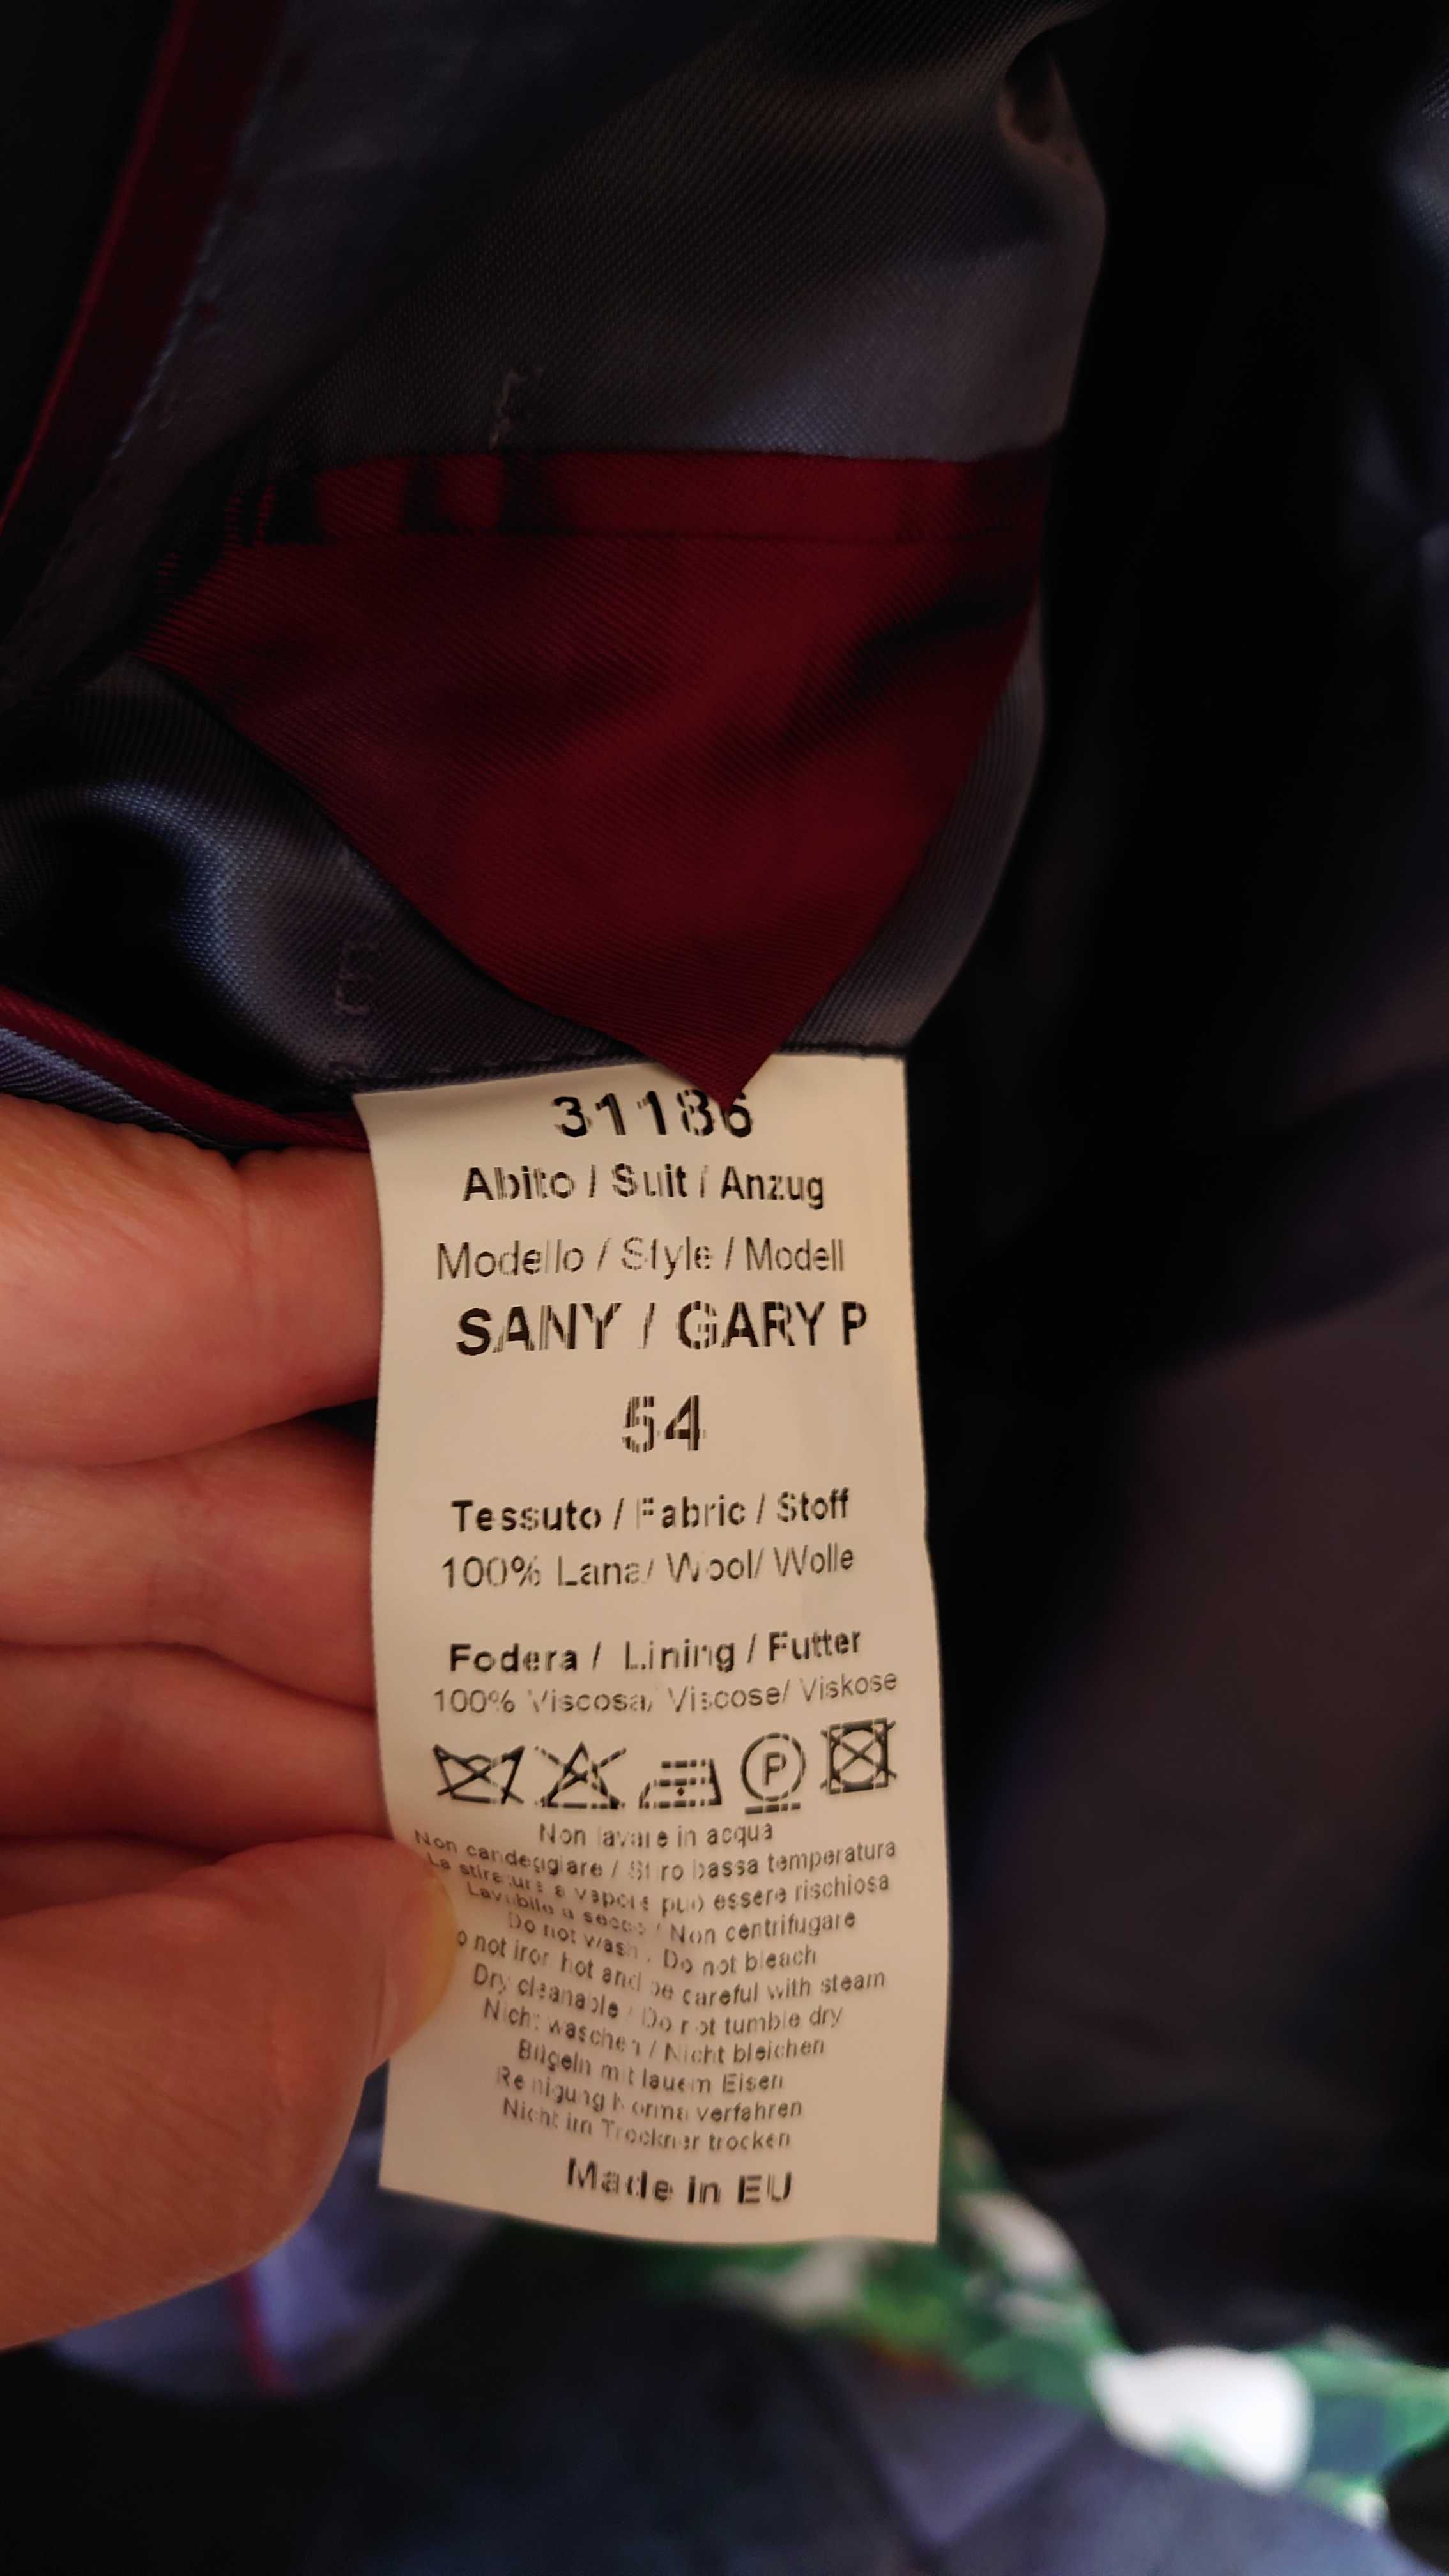 31186
Abito / Suit / Anzug
Modello / Style / Modell
SANY / GARY P
54
Tessuto / Fabric / Stoff
100% Lana/ Wool/ Wolle
Fodera / Lining / Futter
100% Viscosa/ Viscose/ Viskose
P
Non lavare in acqua
Non candeggiare / Stiro bassa temperatura
La stiratura a vapore può essere rischiosa
Lavabile a secco / Non centrifugare
Do not wash / Do not bleach
o not iron hot and be careful with steam
Dry cleanable / Do not tumble dry
Nicht waschen / Nicht bleichen
Bügeln mit lauem Eisen
Reinigung Normalverfahren
Nicht im Trockner trocken
Made in EU